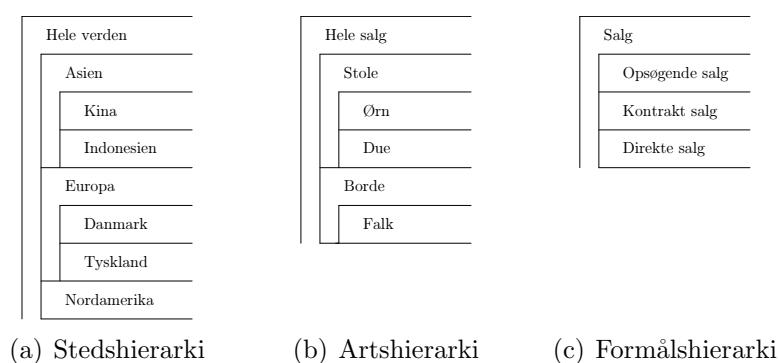 Hele verden
Asien
Kina
Indonesien
Europa
Danmark
Tyskland
Nordamerika
(a) Stedshierarki
Hele salg
Stole
Ørn
Due
Borde
Falk
(b) Artshierarki
Salg
Opsøgende salg
Kontrakt salg
Direkte salg
(c) Formålshierarki